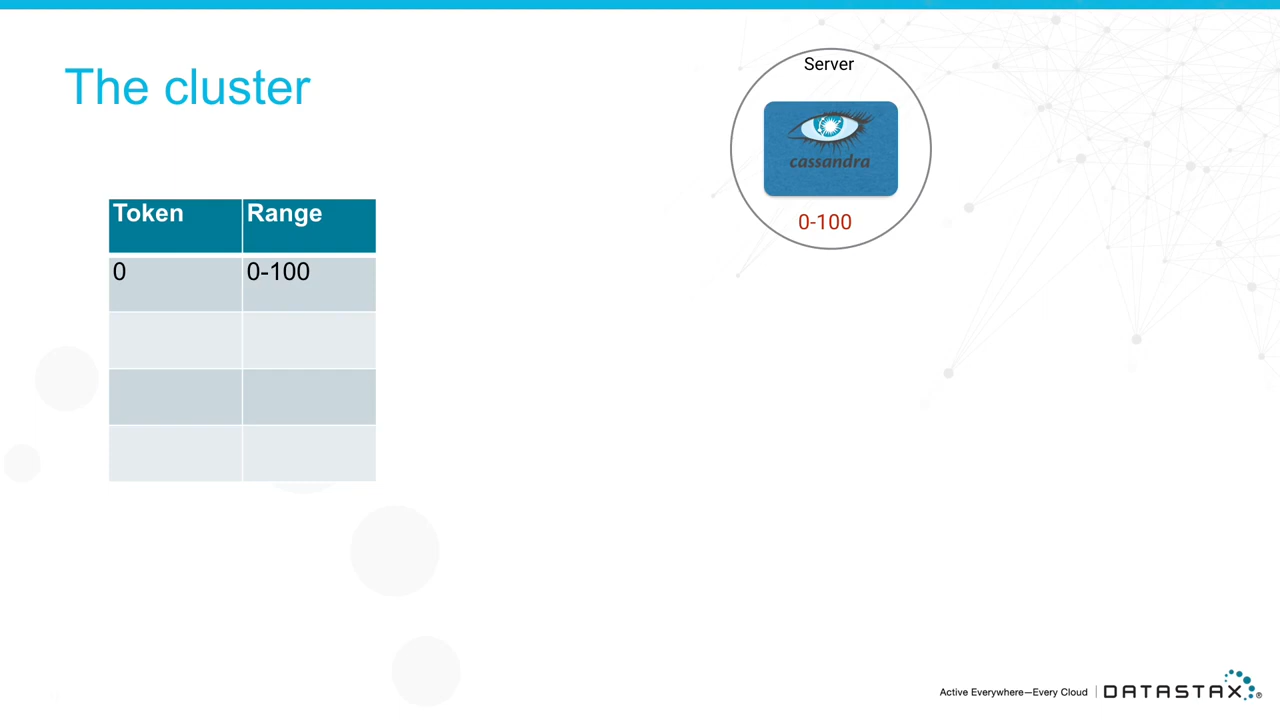 The cluster
Server
cassandra
0-100
Token Range
0 0-100
Active Everywhere—Every Cloud | DATASTAX®